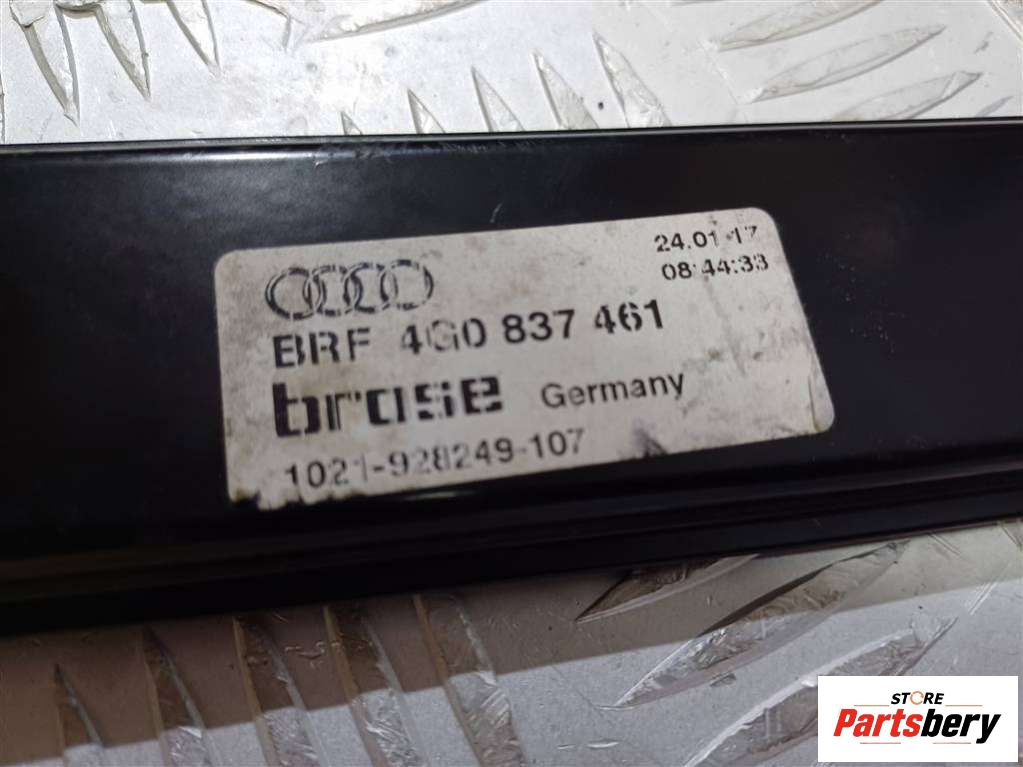 24.01.17
08:44:33
BRF 4G0 837 461
brose Germany
1021-928249-107
STORE
Partsbery